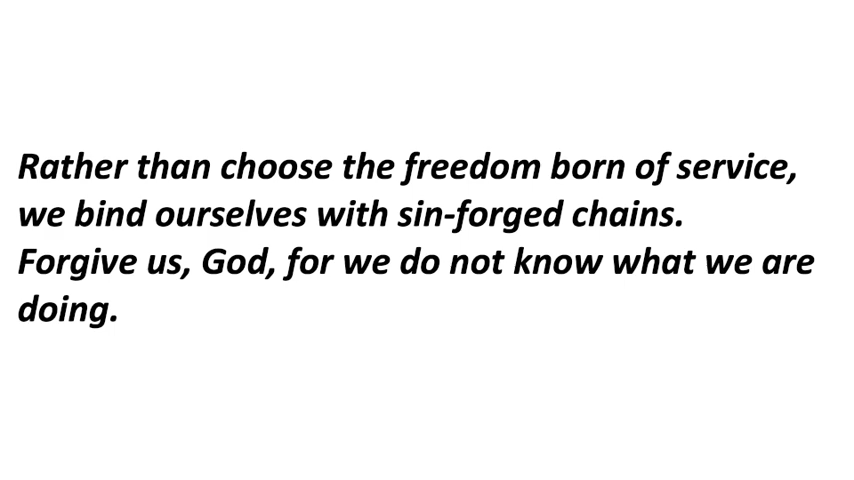 Rather than choose the freedom born of service,
we bind ourselves with sin-forged chains.
Forgive us, God, for we do not know what we are
doing.